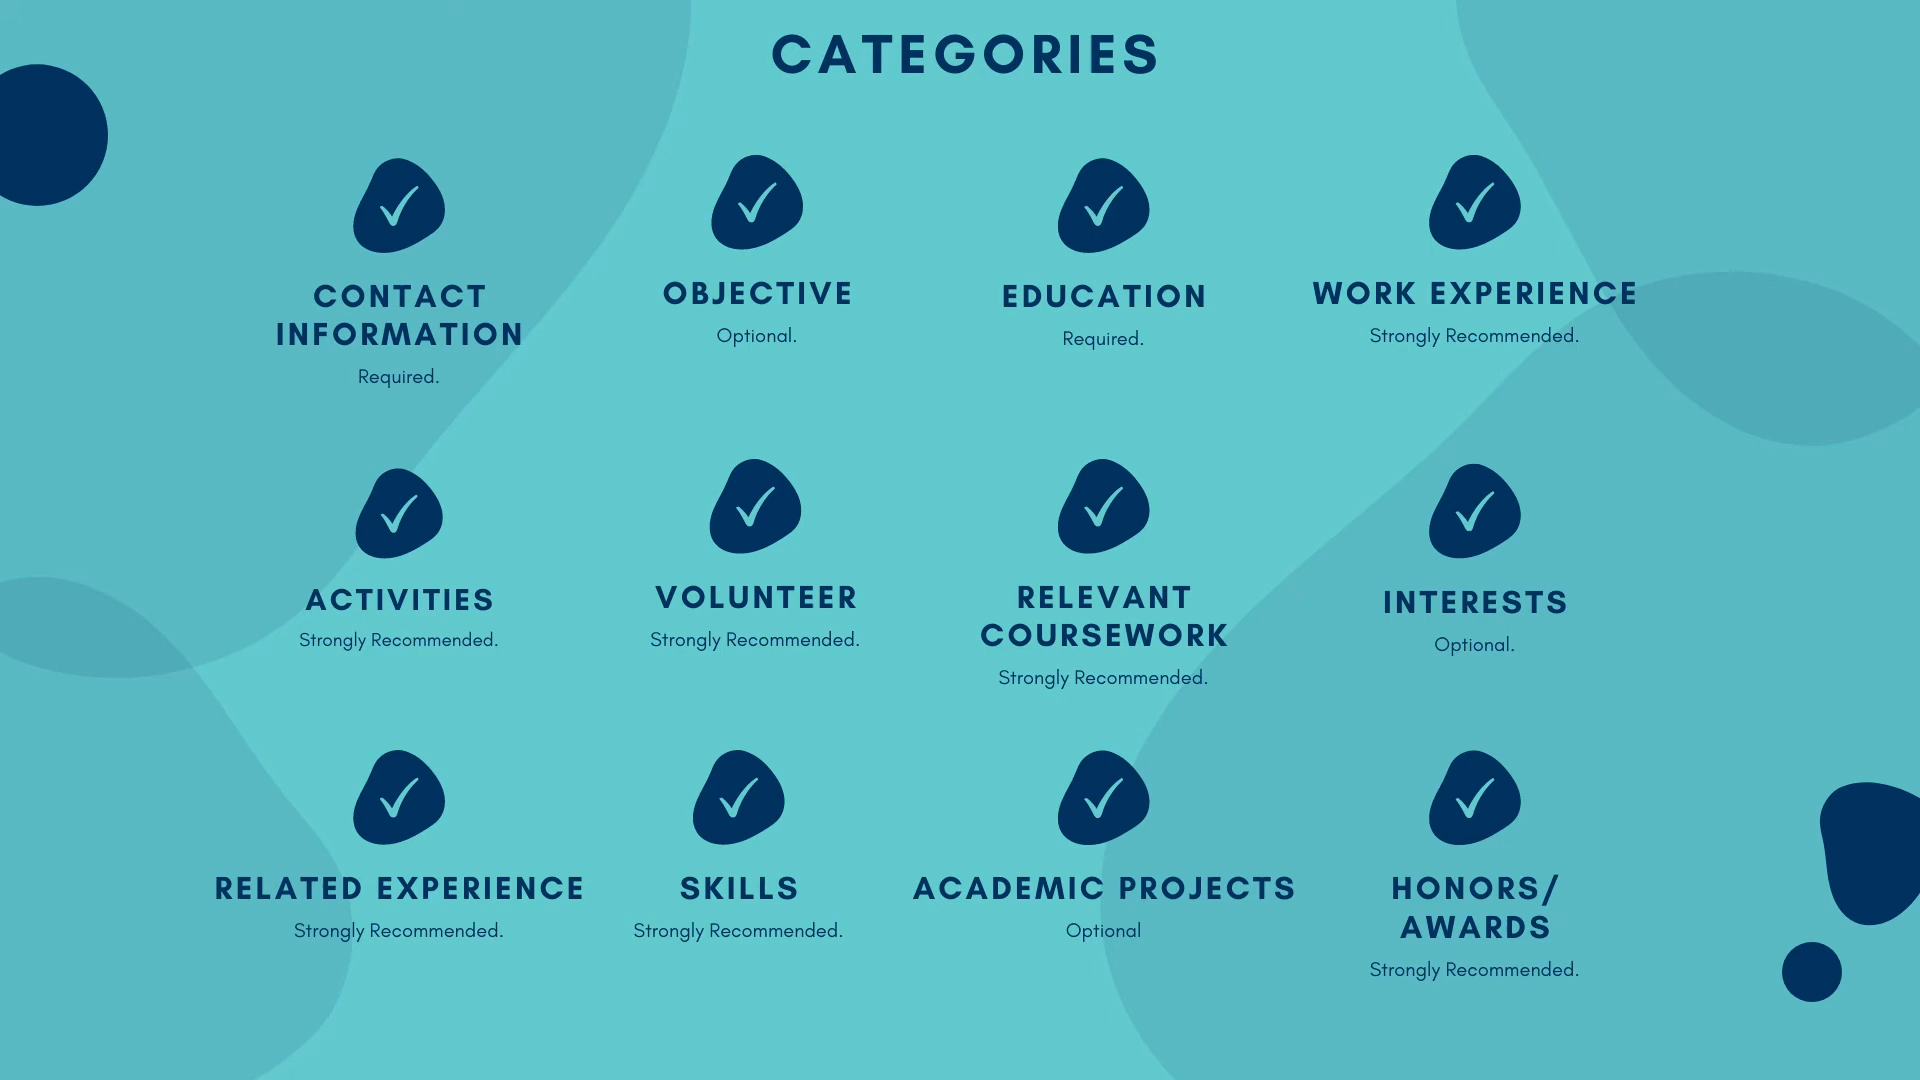 CATEGORIES
CONTACT
INFORMATION
Required.
OBJECTIVE
Optional.
EDUCATION
Required.
WORK EXPERIENCE
Strongly Recommended.
ACTIVITIES
Strongly Recommended.
VOLUNTEER
Strongly Recommended.
RELEVANT
COURSEWORK
Strongly Recommended.
INTERESTS
Optional.
RELATED EXPERIENCE
Strongly Recommended.
SKILLS
Strongly Recommended.
ACADEMIC PROJECTS
Optional
HONORS/
AWARDS
Strongly Recommended.